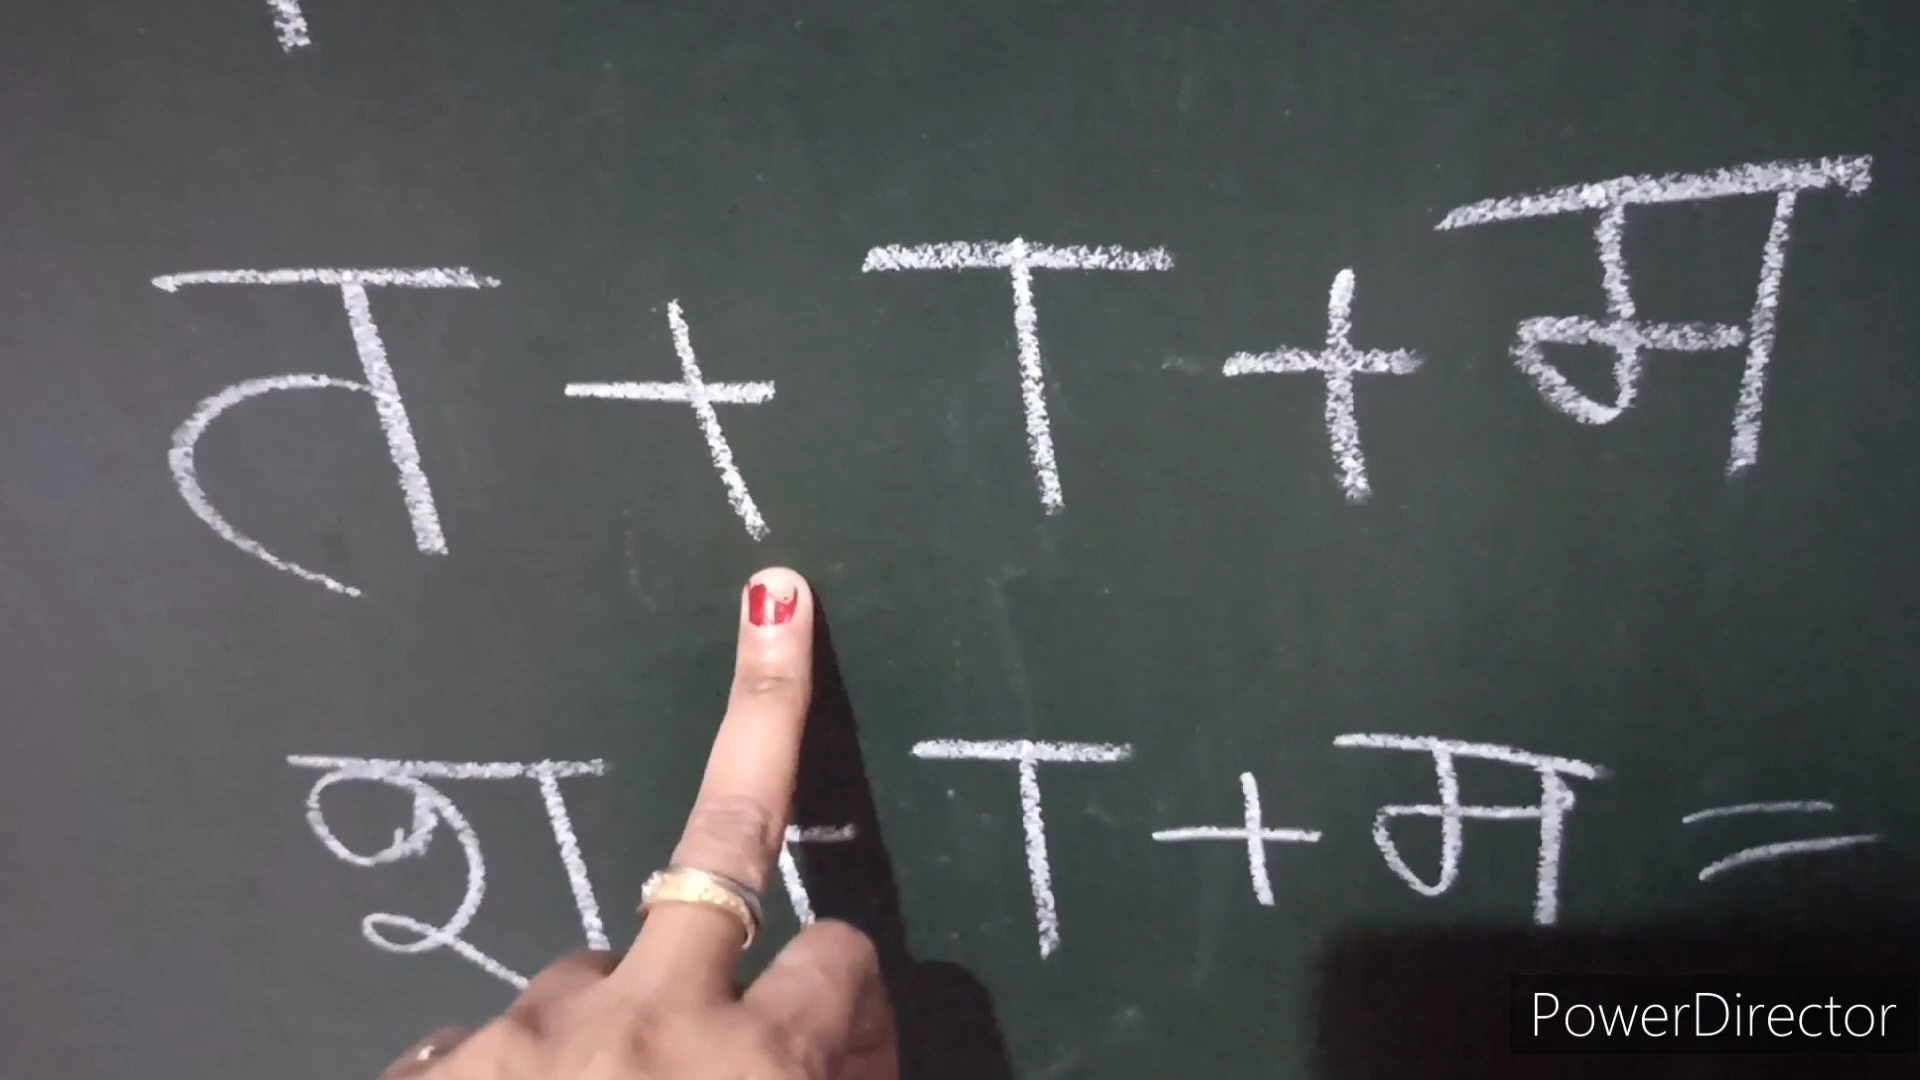 त + ा + म
श + ा + म =
PowerDirector